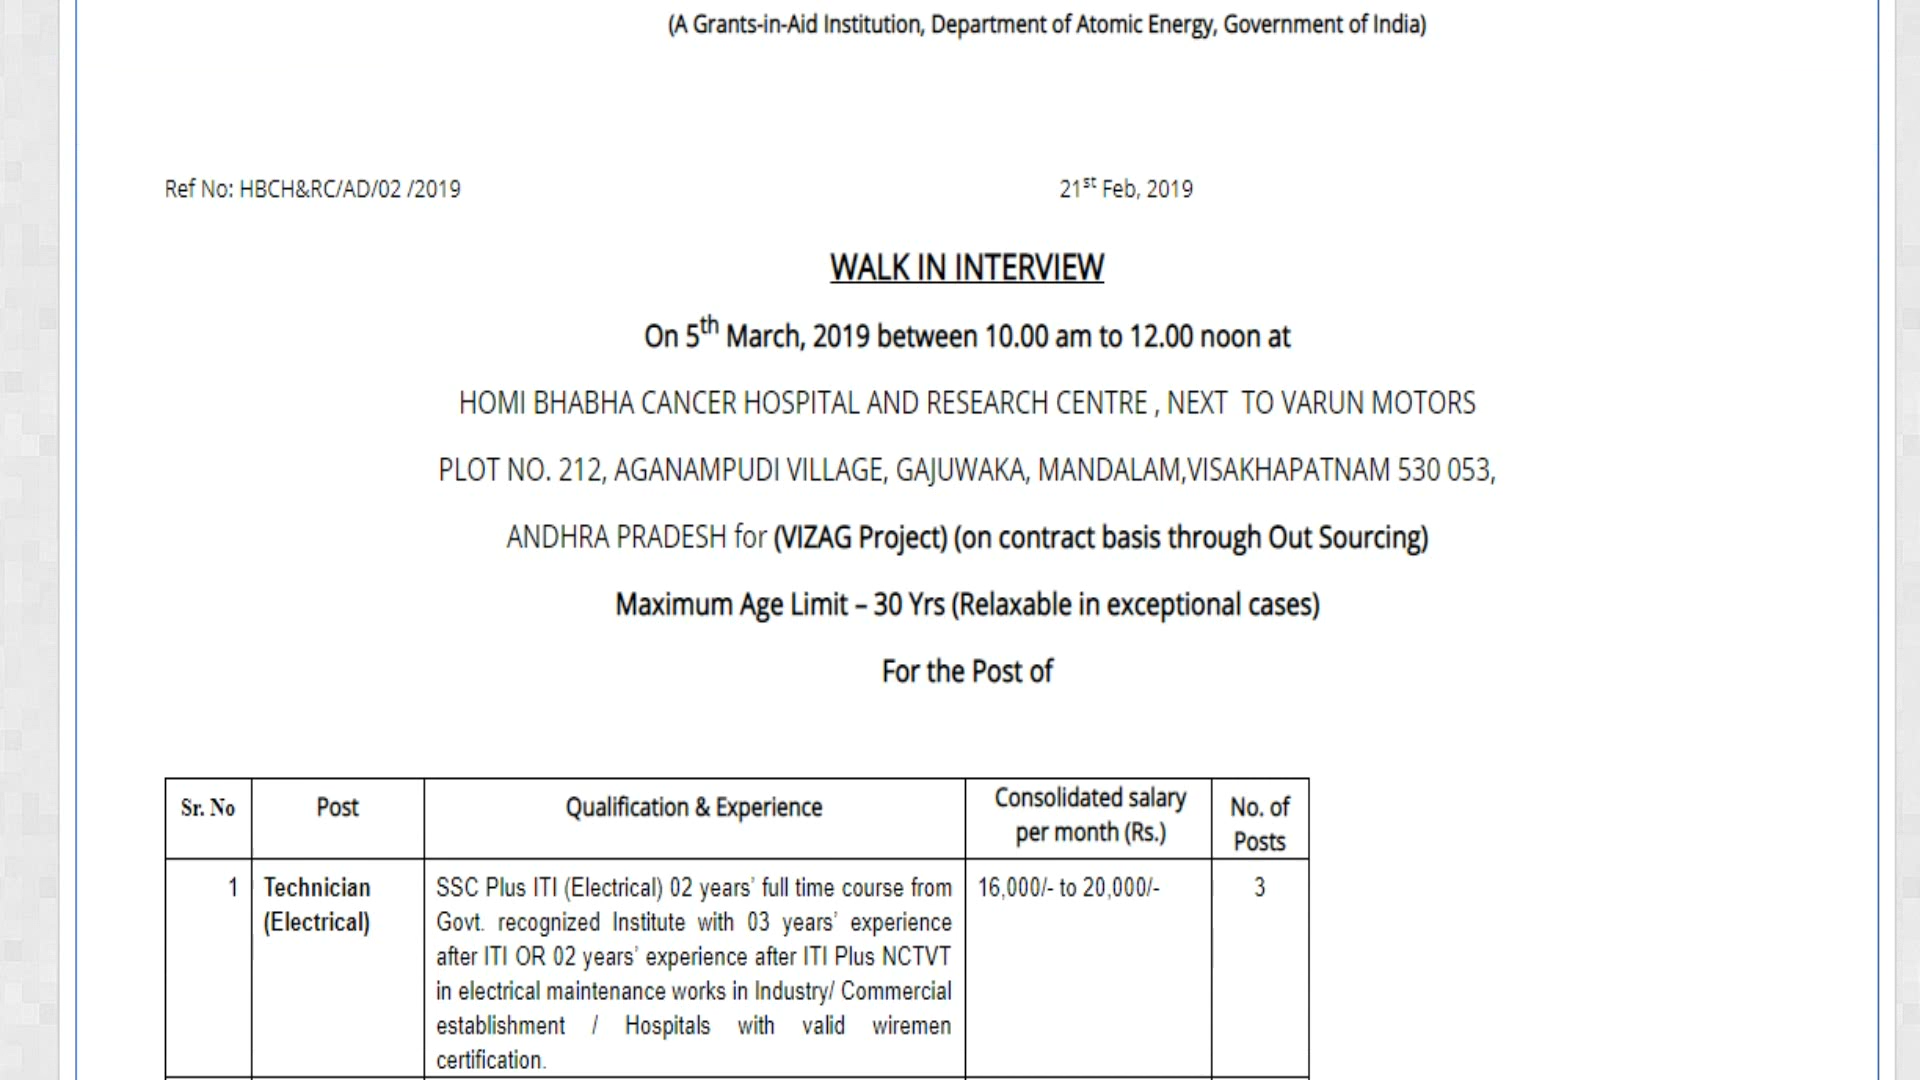 (A Grants-in-Aid Institution, Department of Atomic Energy, Government of India)
Ref No: HBCH&RC/AD/02 /2019 21st Feb, 2019
WALK IN INTERVIEW
On 5th March, 2019 between 10.00 am to 12.00 noon at
HOMI BHABHA CANCER HOSPITAL AND RESEARCH CENTRE , NEXT TO VARUN MOTORS
PLOT NO. 212, AGANAMPUDI VILLAGE, GAJUWAKA, MANDALAM,VISAKHAPATNAM 530 053,
ANDHRA PRADESH for (VIZAG Project) (on contract basis through Out Sourcing)
Maximum Age Limit – 30 Yrs (Relaxable in exceptional cases)
For the Post of
Sr. No
Post
Qualification & Experience
Consolidated salary
per month (Rs.)
No. of
Posts
1
Technician
(Electrical)
SSC Plus ITI (Electrical) 02 years’ full time course from
Govt. recognized Institute with 03 years’ experience
after ITI OR 02 years’ experience after ITI Plus NCTVT
in electrical maintenance works in Industry/ Commercial
establishment / Hospitals with valid wiremen
certification.
16,000/- to 20,000/-
3